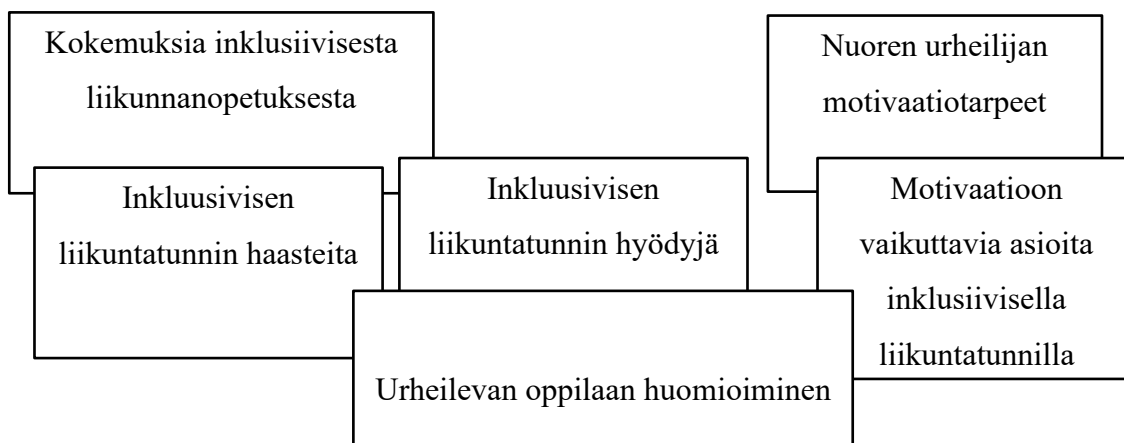 Kokemuksia inklusiivisesta
liikunnanopetuksesta
Nuoren urheilijan
motivaatiotarpeet
Inkluusivisen
liikuntatunnin haasteita
Inkluusivisen
liikuntatunnin hyödyjä
Motivaatioon
vaikuttavia asioita
inklusiivisella
liikuntatunnilla
Urheilevan oppilaan huomioiminen